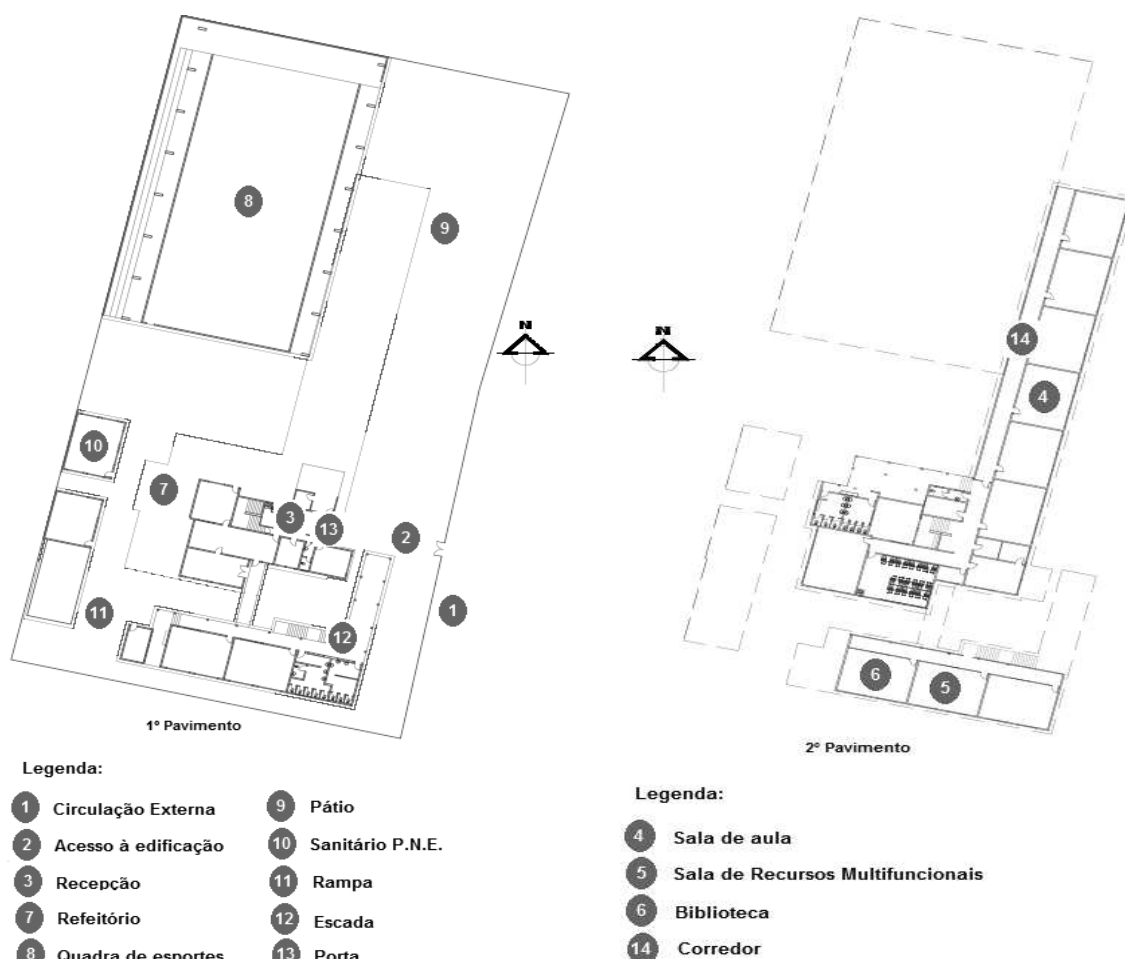 8
9
N
N
14
4
10
7
3
13
2
11
12
1
6
5
1º Pavimento
2º Pavimento
Legenda:
1 Circulação Externa
2 Acesso à edificação
3 Recepção
7 Refeitório
8 Quadra de esportes
9 Pátio
10 Sanitário P.N.E.
11 Rampa
12 Escada
13 Porta
Legenda:
4 Sala de aula
5 Sala de Recursos Multifuncionais
6 Biblioteca
14 Corredor